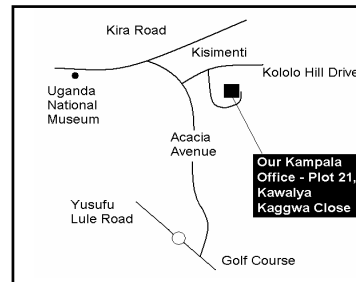 Kira Road
Kisimenti
Kololo Hill Drive
Uganda
National
Museum
Acacia
Avenue
Our Kampala
Office - Plot 21,
Kawalya
Kaggwa Close
Yusufu
Lule Road
Golf Course